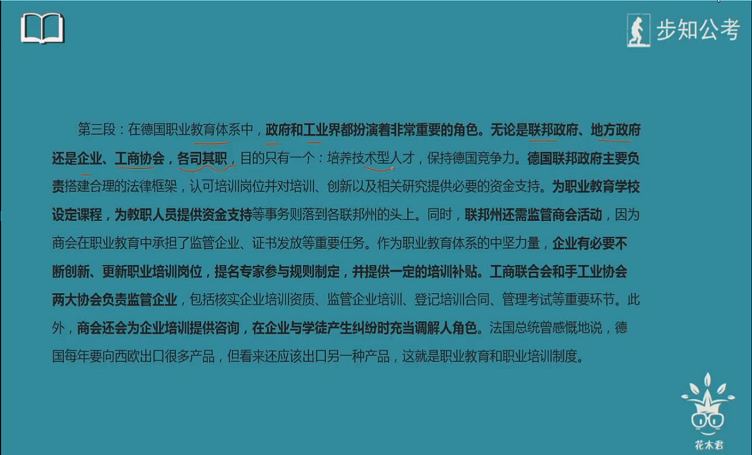 步知公考
第三段：在德国职业教育体系中，政府和工业界都扮演着非常重要的角色。无论是联邦政府、地方政府
还是企业、工商协会，各司其职，目的只有一个：培养技术型人才，保持德国竞争力。德国联邦政府主要负
责搭建合理的法律框架，认可培训岗位并对培训、创新以及相关研究提供必要的资金支持。为职业教育学校
设定课程，为教职人员提供资金支持等事务则落到各联邦州的头上。同时，联邦州还需监管商会活动，因为
商会在职业教育中承担了监管企业、证书发放等重要任务。作为职业教育体系的中坚力量，企业有必要不
断创新、更新职业培训岗位，提名专家参与规则制定，并提供一定的培训补贴。工商联合会和手工业协会
两大协会负责监管企业，包括核实企业培训资质、监管企业培训、登记培训合同、管理考试等重要环节。此
外，商会还会为企业培训提供咨询，在企业与学徒产生纠纷时充当调解人角色。法国总统曾感慨地说，德
国每年要向西欧出口很多产品，但看来还应该出口另一种产品，这就是职业教育和职业培训制度。
花木君